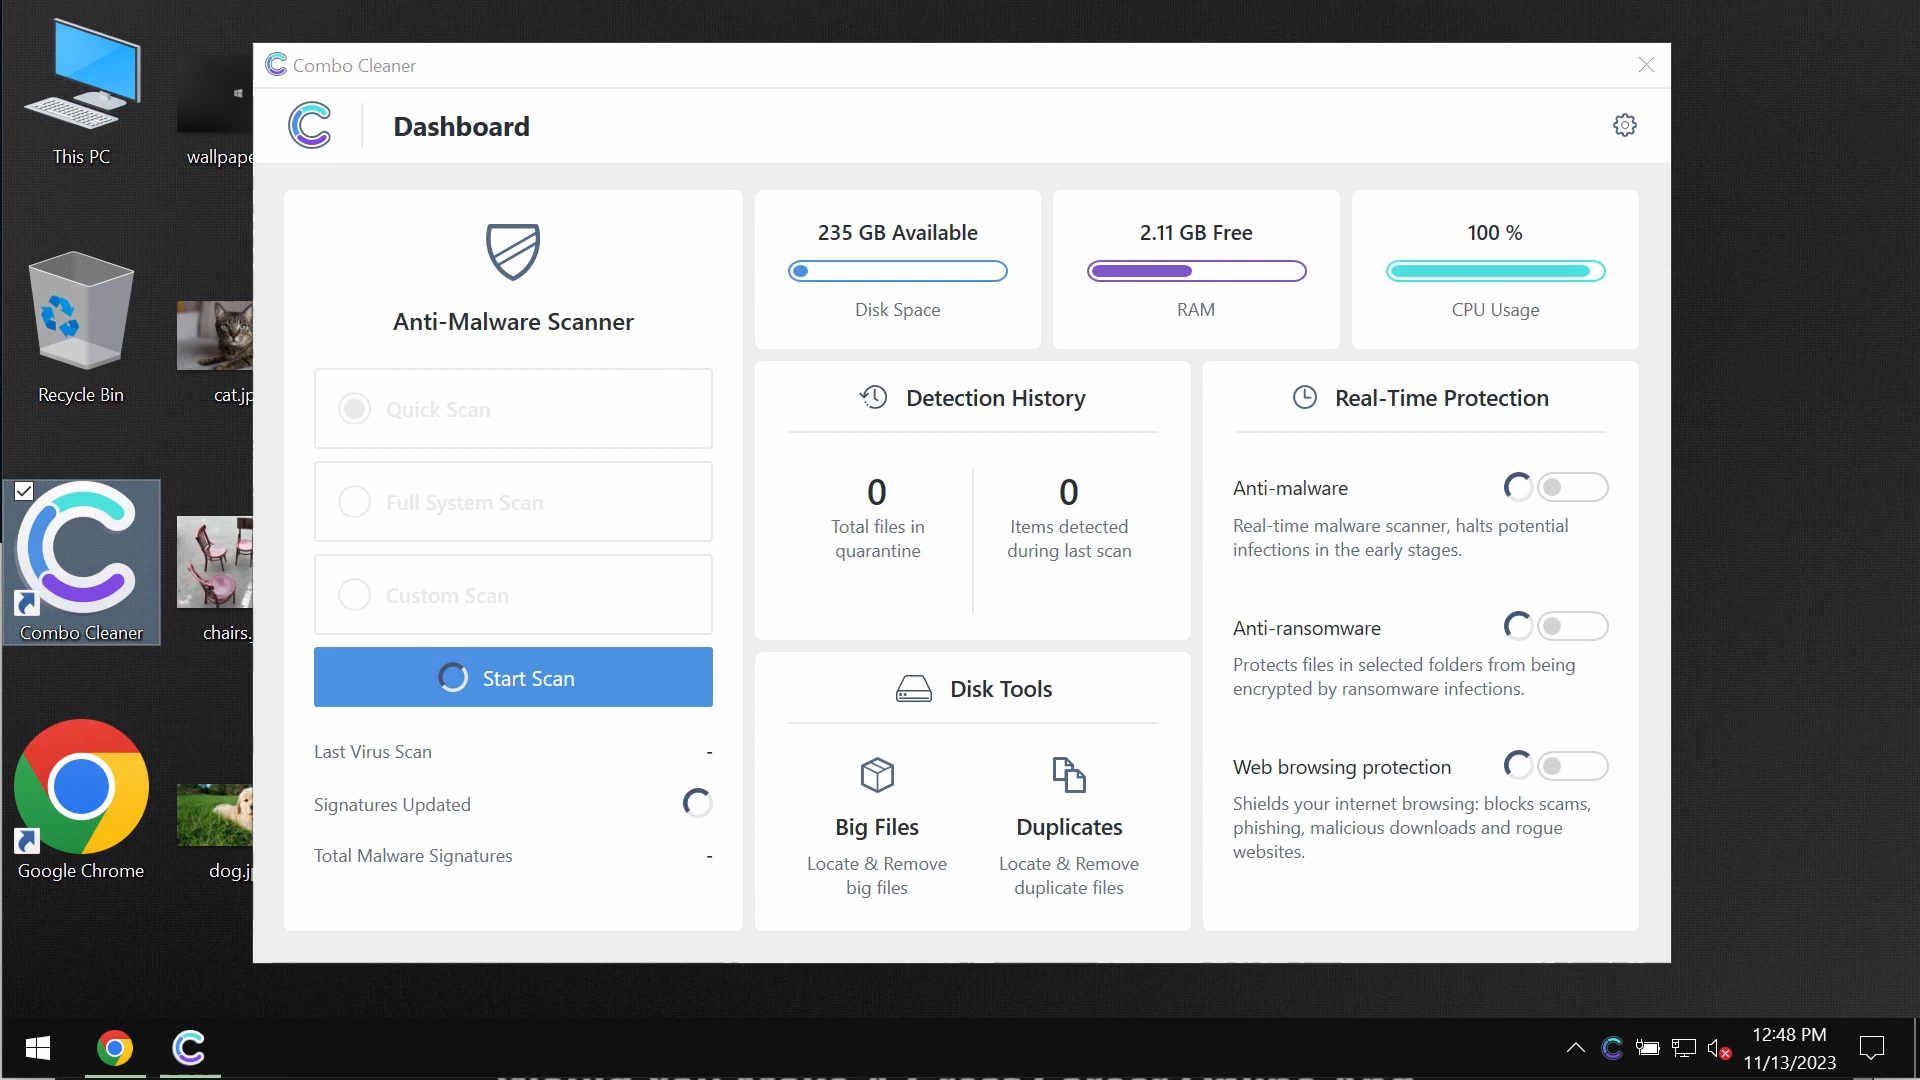 This PC
wallpape
Recycle Bin
cat.jp
Combo Cleaner
chairs.
Google Chrome
dog.j
Combo Cleaner
Dashboard
Anti-Malware Scanner
Quick Scan
Full System Scan
Custom Scan
Start Scan
Last Virus Scan -
Signatures Updated
Total Malware Signatures -
235 GB Available
Disk Space
2.11 GB Free
RAM
100 %
CPU Usage
Detection History
0
Total files in
quarantine
0
Items detected
during last scan
Disk Tools
Big Files
Locate & Remove
big files
Duplicates
Locate & Remove
duplicate files
Real-Time Protection
Anti-malware
Real-time malware scanner, halts potential
infections in the early stages.
Anti-ransomware
Protects files in selected folders from being
encrypted by ransomware infections.
Web browsing protection
Shields your internet browsing: blocks scams,
phishing, malicious downloads and rogue
websites.
12:48 PM
11/13/2023